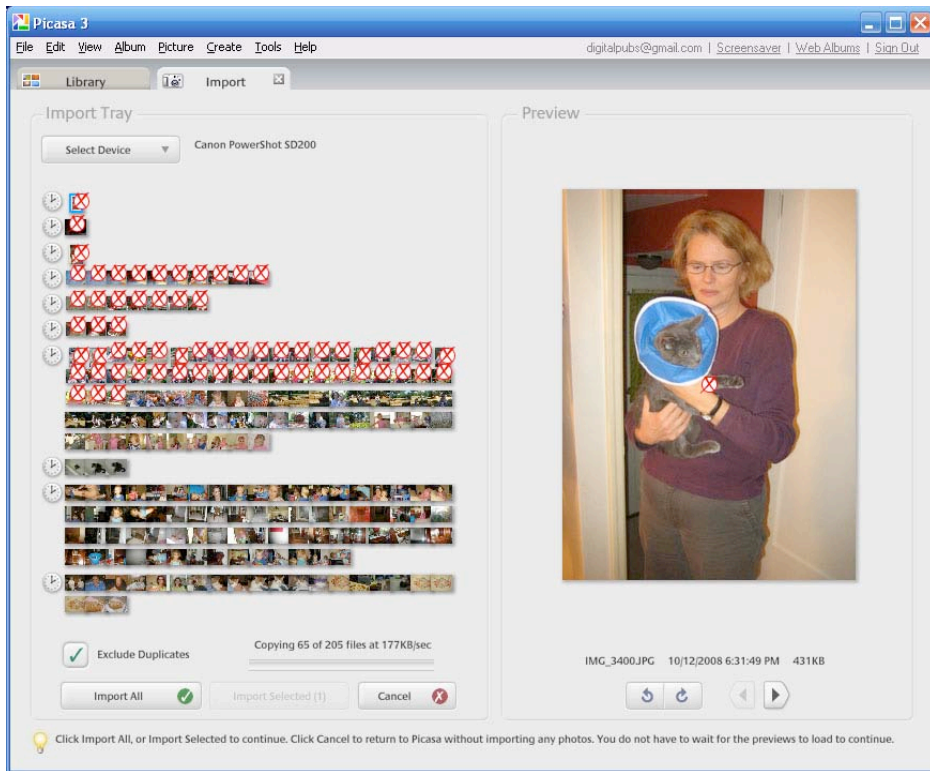 Picasa 3
File Edit View Album Picture Create Tools Help
digitalpubs@gmail.com | Screensaver | Web Albums | Sign Out
Library
Import
Import Tray
Select Device
Canon PowerShot SD200
Exclude Duplicates
Copying 65 of 205 files at 177KB/sec
Import All
Import Selected (1)
Cancel
Preview
IMG_3400.JPG 10/12/2008 6:31:49 PM 431KB
Click Import All, or Import Selected to continue. Click Cancel to return to Picasa without importing any photos. You do not have to wait for the previews to load to continue.